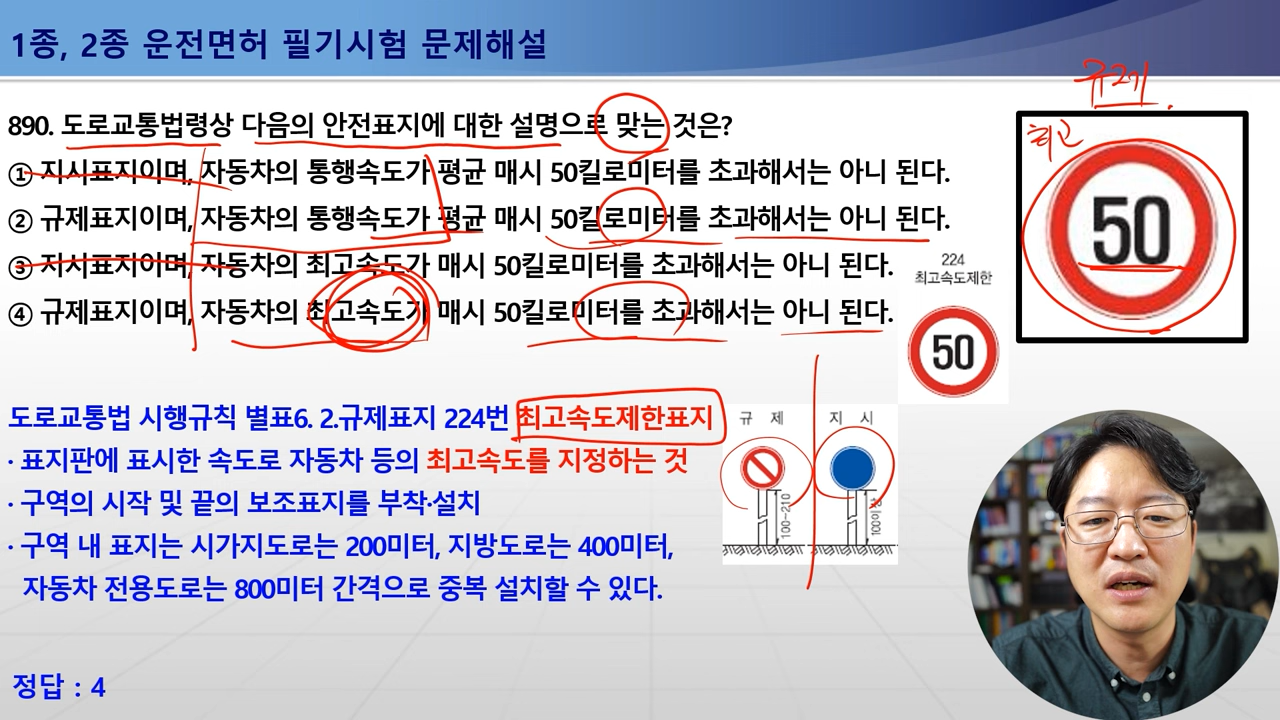 1종, 2종 운전면허 필기시험 문제해설
890. 도로교통법령상 다음의 안전표지에 대한 설명으로 맞는 것은?
① 지시표지이며, 자동차의 통행속도가 평균 매시 50킬로미터를 초과해서는 아니 된다.
② 규제표지이며, 자동차의 통행속도가 평균 매시 50킬로미터를 초과해서는 아니 된다.
③ 지시표지이며, 자동차의 최고속도가 매시 50킬로미터를 초과해서는 아니 된다.
④ 규제표지이며, 자동차의 최고속도가 매시 50킬로미터를 초과해서는 아니 된다.
규제
최고
50
224
최고속도제한
50
도로교통법 시행규칙 별표6. 2.규제표지 224번 최고속도제한표지
· 표지판에 표시한 속도로 자동차 등의 최고속도를 지정하는 것
· 구역의 시작 및 끝의 보조표지를 부착·설치
· 구역 내 표지는 시가지도로는 200미터, 지방도로는 400미터,
자동차 전용도로는 800미터 간격으로 중복 설치할 수 있다.
규 제
지 시
100~210
정답 : 4